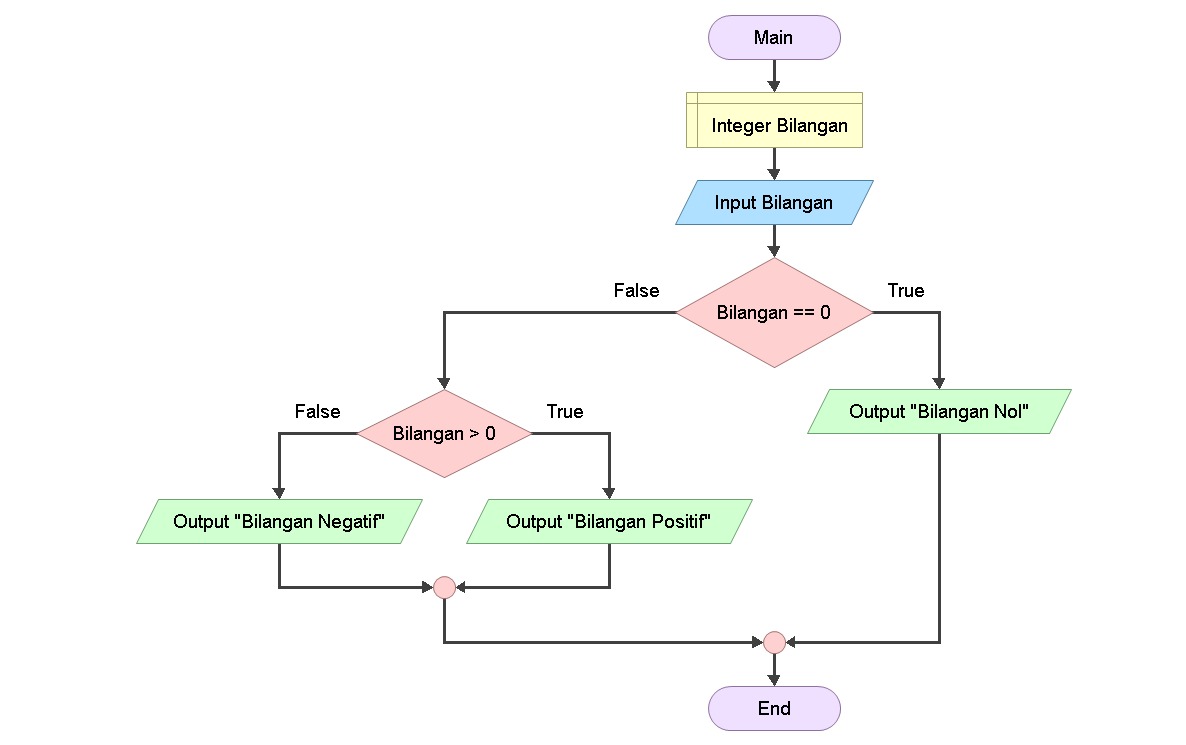 Main
Integer Bilangan
Input Bilangan
False
True
Bilangan == 0
False
True
Output "Bilangan Nol"
Bilangan > 0
Output "Bilangan Negatif"
Output "Bilangan Positif"
End